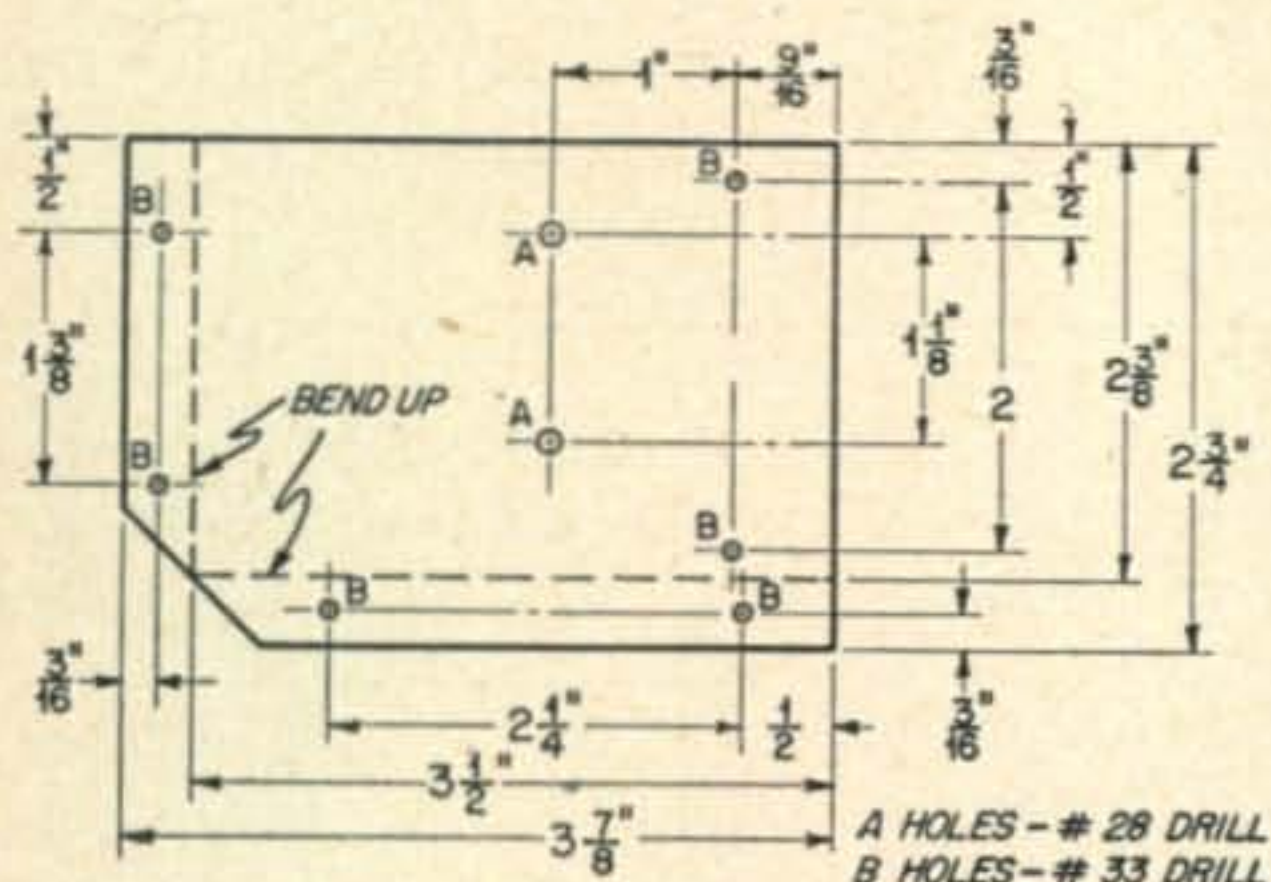 1" 9/16" 3/16"
1/2" 1/2"
B B
A
1 3/8" 1 1/8" 2 2 3/8" 2 3/4"
BEND UP
A
B B
B B
3/16" 2 1/4" 1/2 3/16"
3 1/2"
3 7/8"
A HOLES - # 28 DRILL
B HOLES - # 33 DRILL